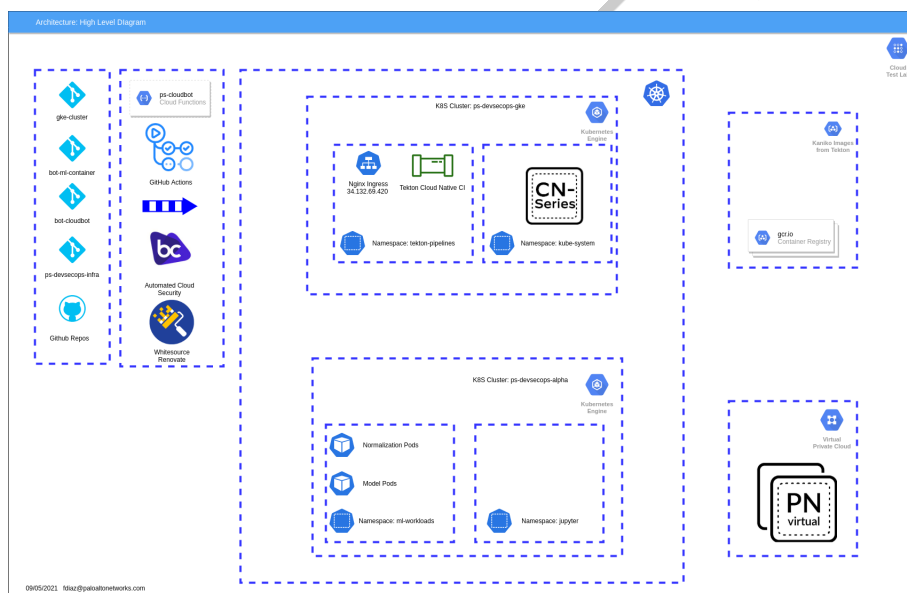 Architecture: High Level Diagram
Cloud
Test La
gke-cluster
bot-ml-container
bot-cloudbot
ps-devsecops-infra
Github Repos
ps-cloudbot
Cloud Functions
GitHub Actions
bc
Automated Cloud
Security
Whitesource
Renovate
K8S Cluster: ps-devsecops-gke
Kubernetes
Engine
Nginx Ingress
34.132.69.420
Tekton Cloud Native CI
Namespace: tekton-pipelines
CN-
Series
Namespace: kube-system
K8S Cluster: ps-devsecops-alpha
Kubernetes
Engine
Normalization Pods
Model Pods
Namespace: ml-workloads
Namespace: jupyter
Kaniko Images
from Tekton
gcr.io
Container Registry
Virtual
Private Cloud
PN
virtual
09/05/2021 fdiaz@paloaltonetworks.com